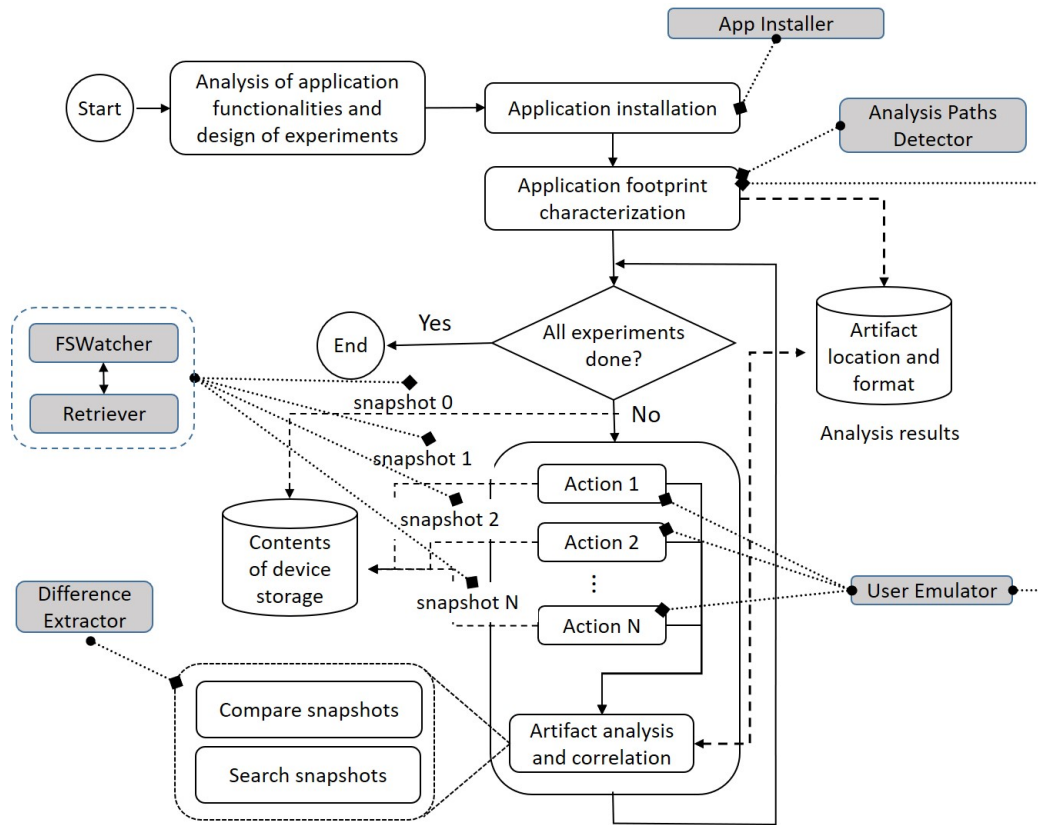 App Installer
Start
Analysis of application
functionalities and
design of experiments
Application installation
Analysis Paths
Detector
Application footprint
characterization
FSWatcher
Retriever
End
Yes
All experiments
done?
Artifact
location and
format
Analysis results
snapshot 0
No
snapshot 1
snapshot 2
snapshot N
Contents
of device
storage
Action 1
Action 2
⋮
Action N
User Emulator
Difference
Extractor
Compare snapshots
Search snapshots
Artifact analysis
and correlation